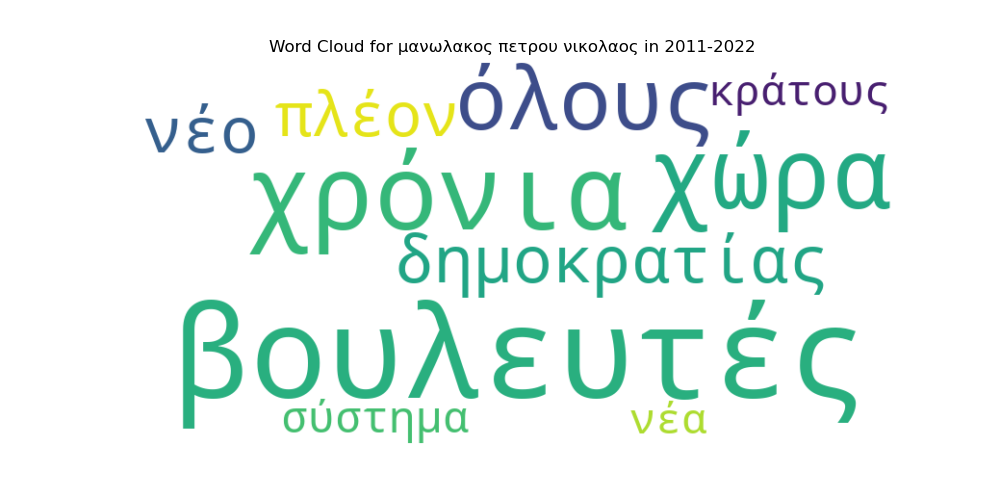 Word Cloud for μανωλακος πετρου νικολαος in 2011-2022
νέο πλέον όλους κράτους
χρόνια χώρα
δημοκρατίας
βουλευτές
σύστημα νέα